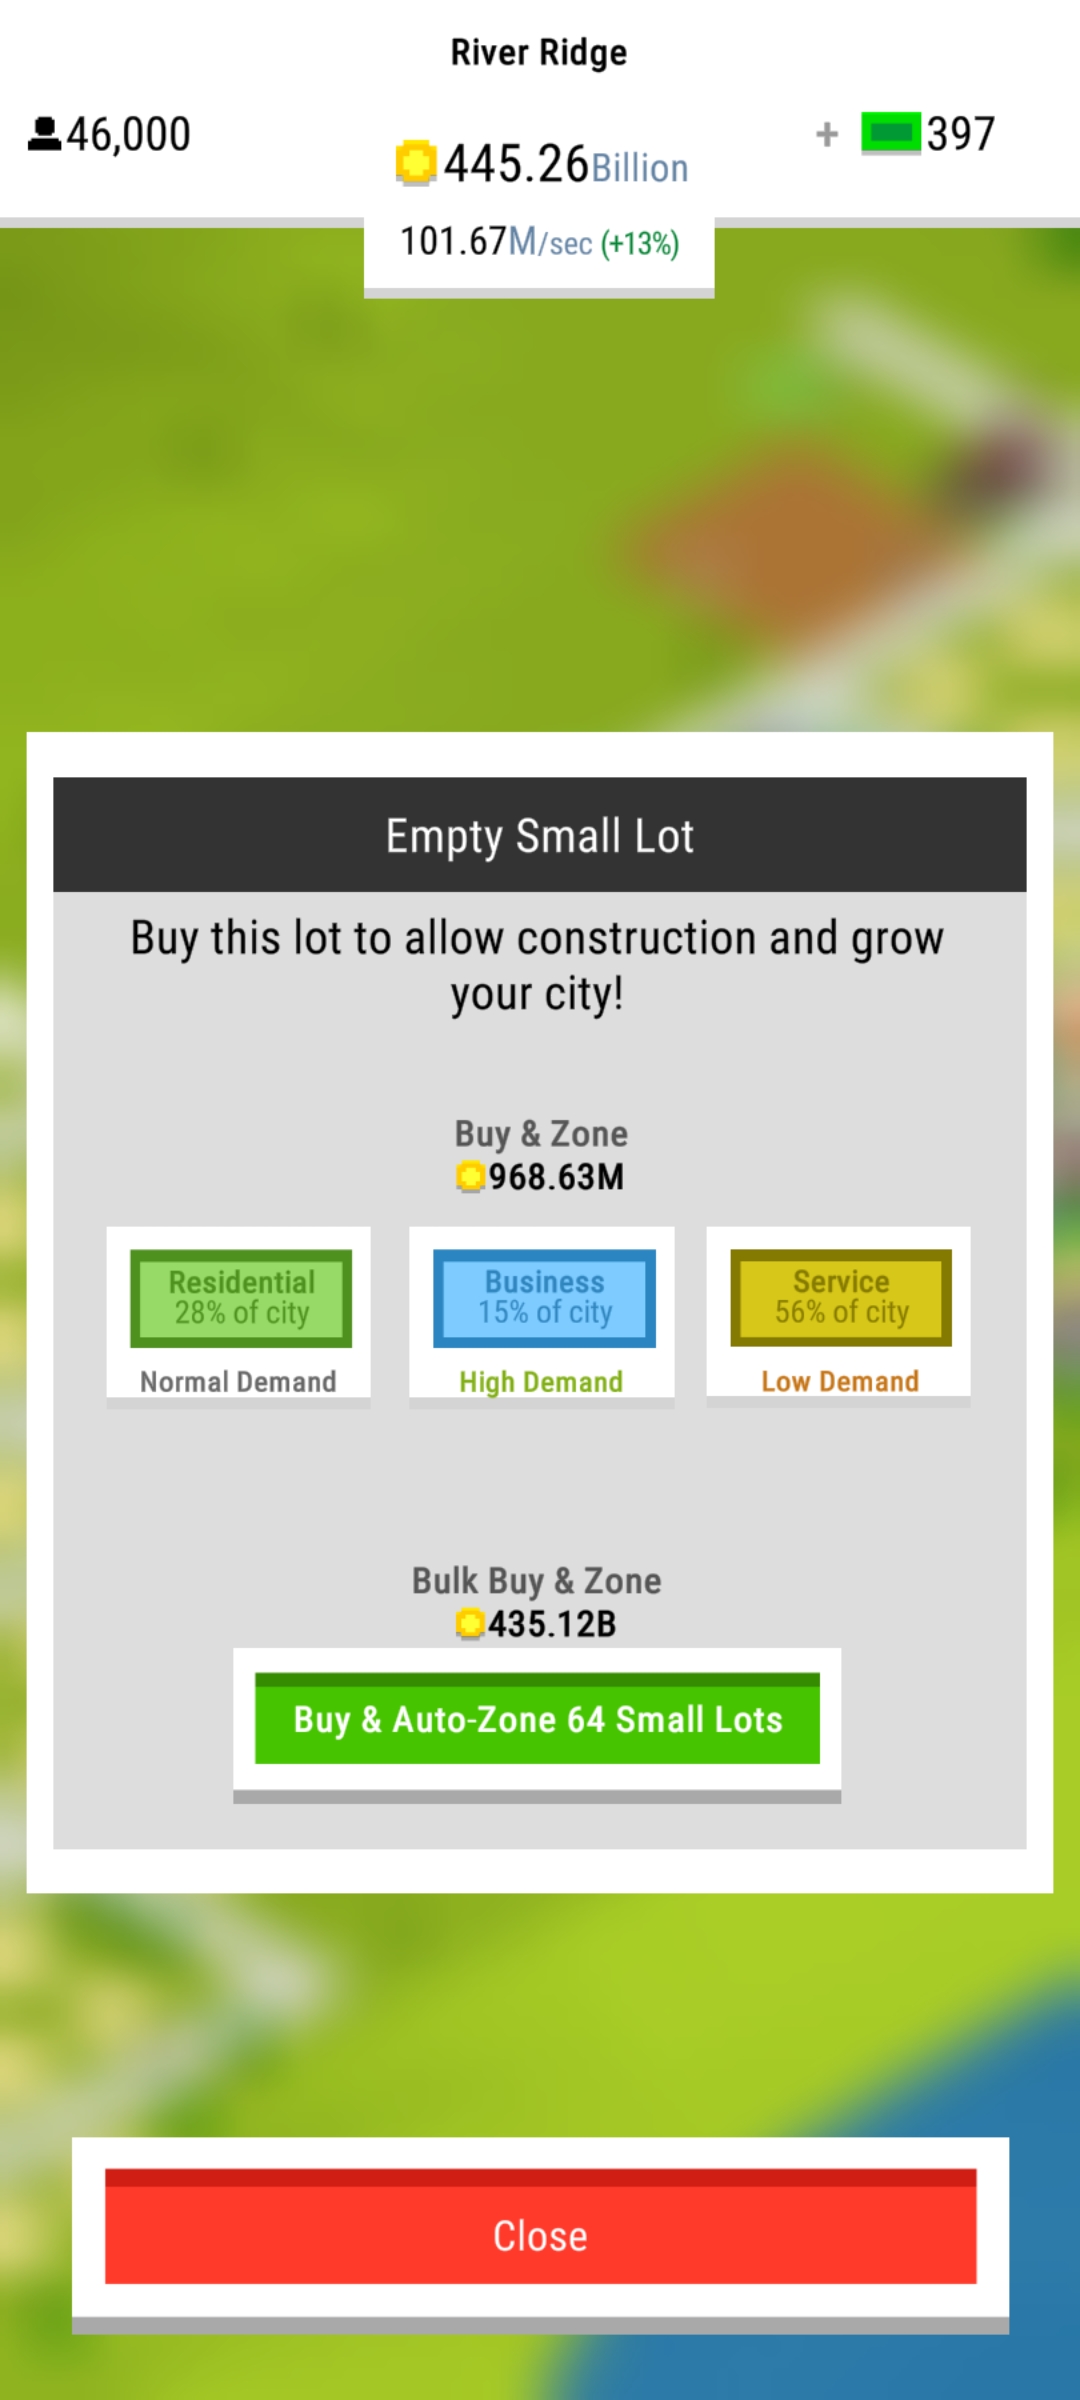 River Ridge
46,000
+ 397
445.26Billion
101.67M/sec (+13%)
Empty Small Lot
Buy this lot to allow construction and grow
your city!
Buy & Zone
968.63M
Residential
28% of city
Normal Demand
Business
15% of city
High Demand
Service
56% of city
Low Demand
Bulk Buy & Zone
435.12B
Buy & Auto-Zone 64 Small Lots
Close